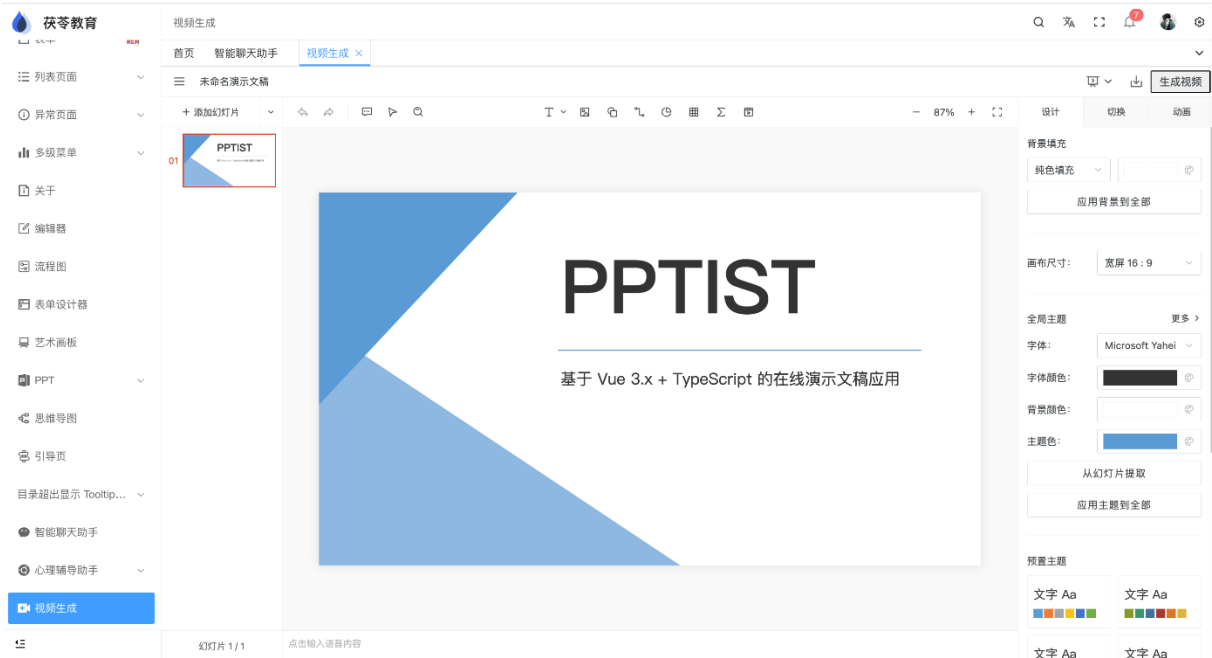 茯苓教育
视频生成
7
首页 智能聊天助手 视频生成 ×
列表页面
异常页面
多级菜单
关于
编辑器
流程图
表单设计器
艺术画板
PPT
思维导图
引导页
目录超出显示 Tooltip...
智能聊天助手
心理辅导助手
视频生成
未命名演示文稿
生成视频
+ 添加幻灯片
T
Σ
− 87% +
01
PPTIST
PPTIST
基于 Vue 3.x + TypeScript 的在线演示文稿应用
幻灯片 1 / 1
点击输入语音内容
设计 切换 动画
背景填充
纯色填充
应用背景到全部
画布尺寸:
宽屏 16 : 9
全局主题
更多 >
字体:
Microsoft Yahei
字体颜色:
背景颜色:
主题色:
从幻灯片提取
应用主题到全部
预置主题
文字 Aa 文字 Aa
文字 Aa 文字 Aa